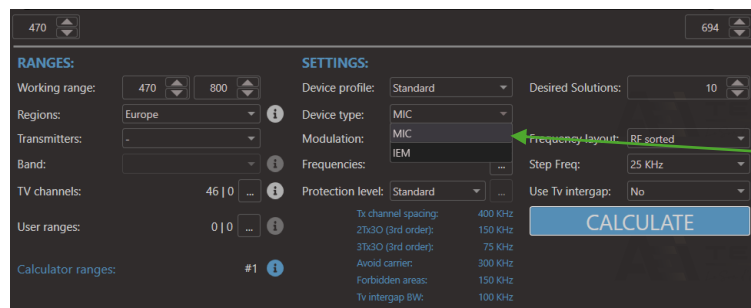 470 694
RANGES: SETTINGS:
Working range: 470 800 Device profile: Standard Desired Solutions: 10
Regions: Europe Device type: MIC
MIC
Transmitters: - Modulation: Frequency layout: RF sorted
IEM
Band: Frequencies: ... Step Freq: 25 KHz
TV channels: 46 | 0 ... Protection level: Standard ... Use Tv intergap: No
Tx channel spacing: 400 KHz
User ranges: 0 | 0 ... 2Tx3O (3rd order): 150 KHz CALCULATE
3Tx3O (3rd order): 75 KHz
Avoid carrier: 300 KHz
Calculator ranges: #1
Forbidden areas: 150 KHz
Tv intergap BW: 100 KHz